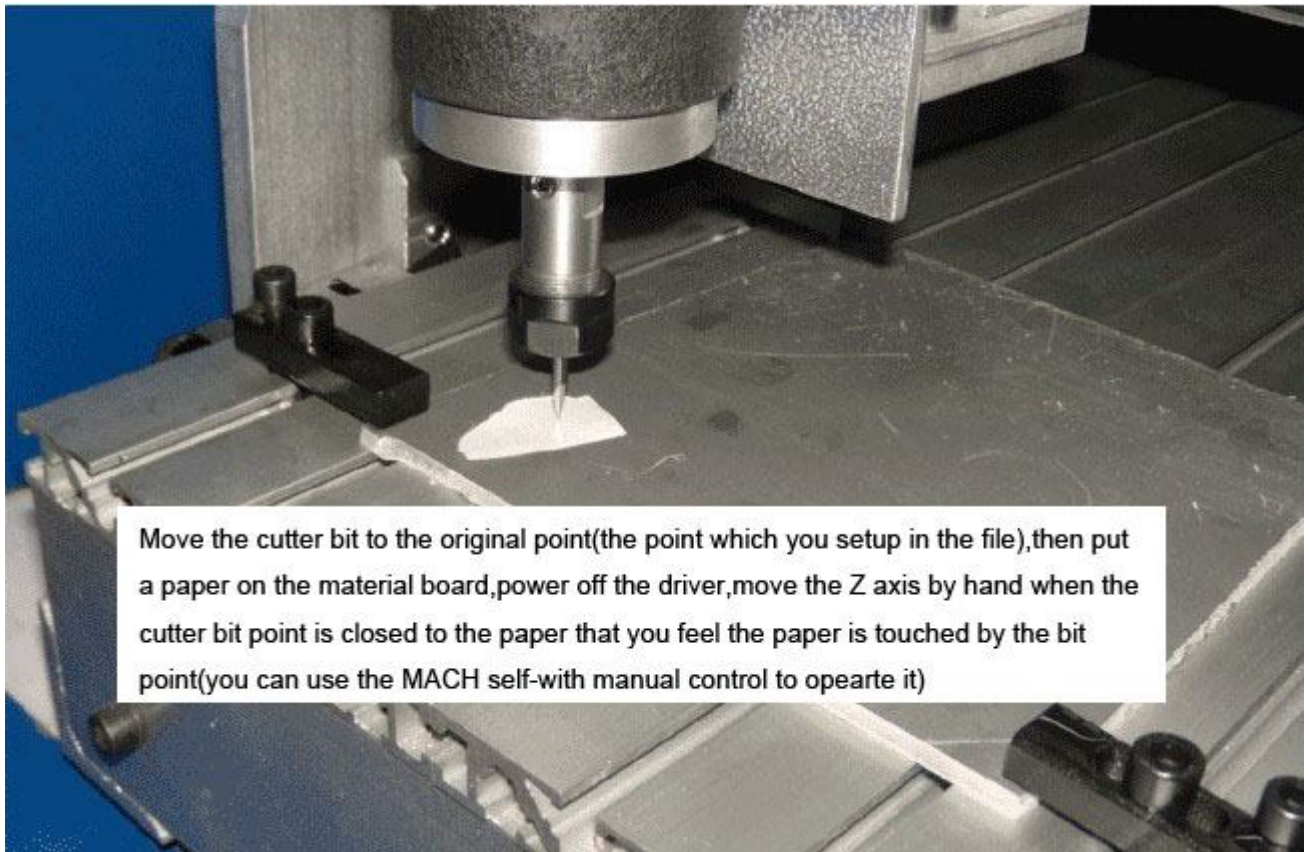 Move the cutter bit to the original point(the point which you setup in the file),then put
a paper on the material board,power off the driver,move the Z axis by hand when the
cutter bit point is closed to the paper that you feel the paper is touched by the bit
point(you can use the MACH self-with manual control to opearte it)